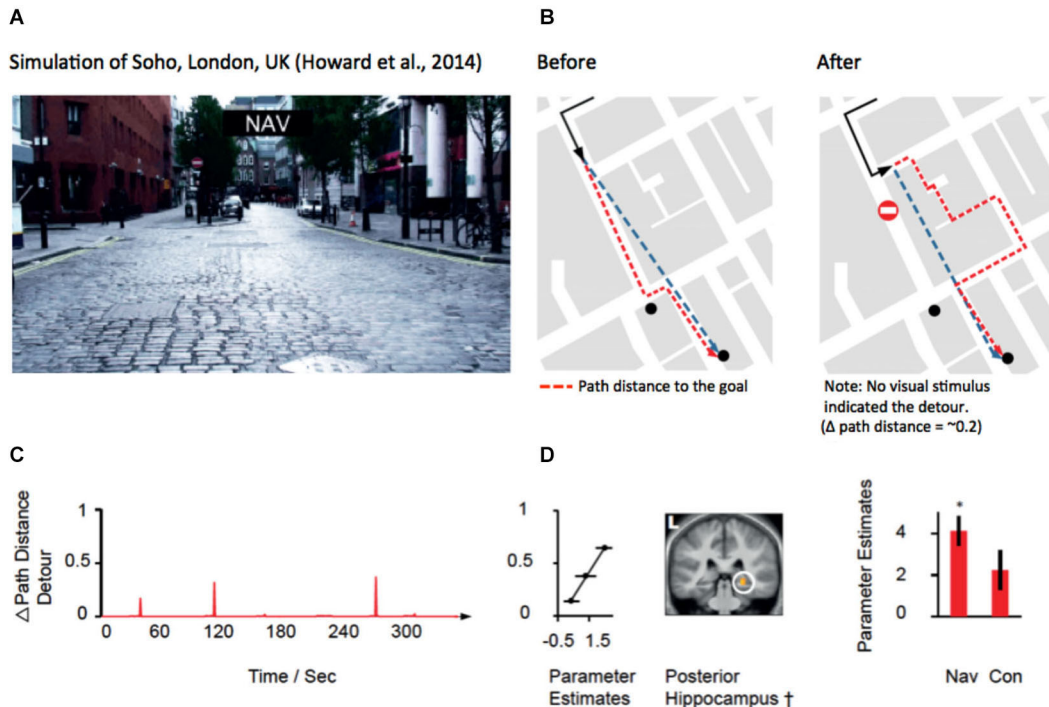 A
Simulation of Soho, London, UK (Howard et al., 2014)
NAV
B
Before
After
Path distance to the goal
Note: No visual stimulus
indicated the detour.
(Δ path distance = ~0.2)
C
△ Path Distance
Detour
1
0.5
0
0 60 120 180 240 300
Time / Sec
D
1
0.5
0
-0.5 1.5
Parameter
Estimates
L
Posterior
Hippocampus †
Parameter Estimates
4
2
0
*
Nav Con